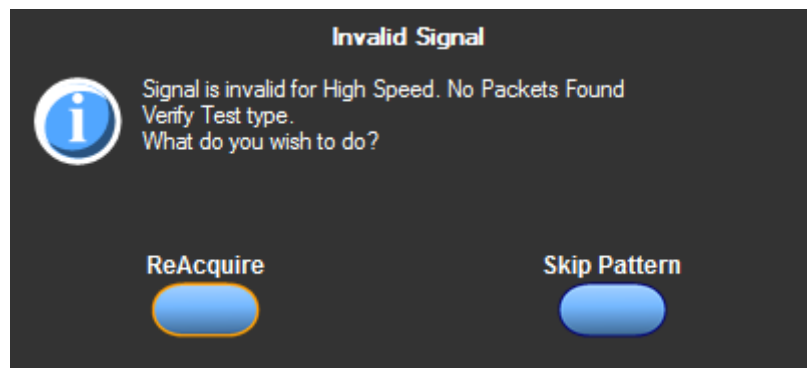 Invalid Signal
Signal is invalid for High Speed. No Packets Found
Verify Test type.
What do you wish to do?
ReAcquire
Skip Pattern